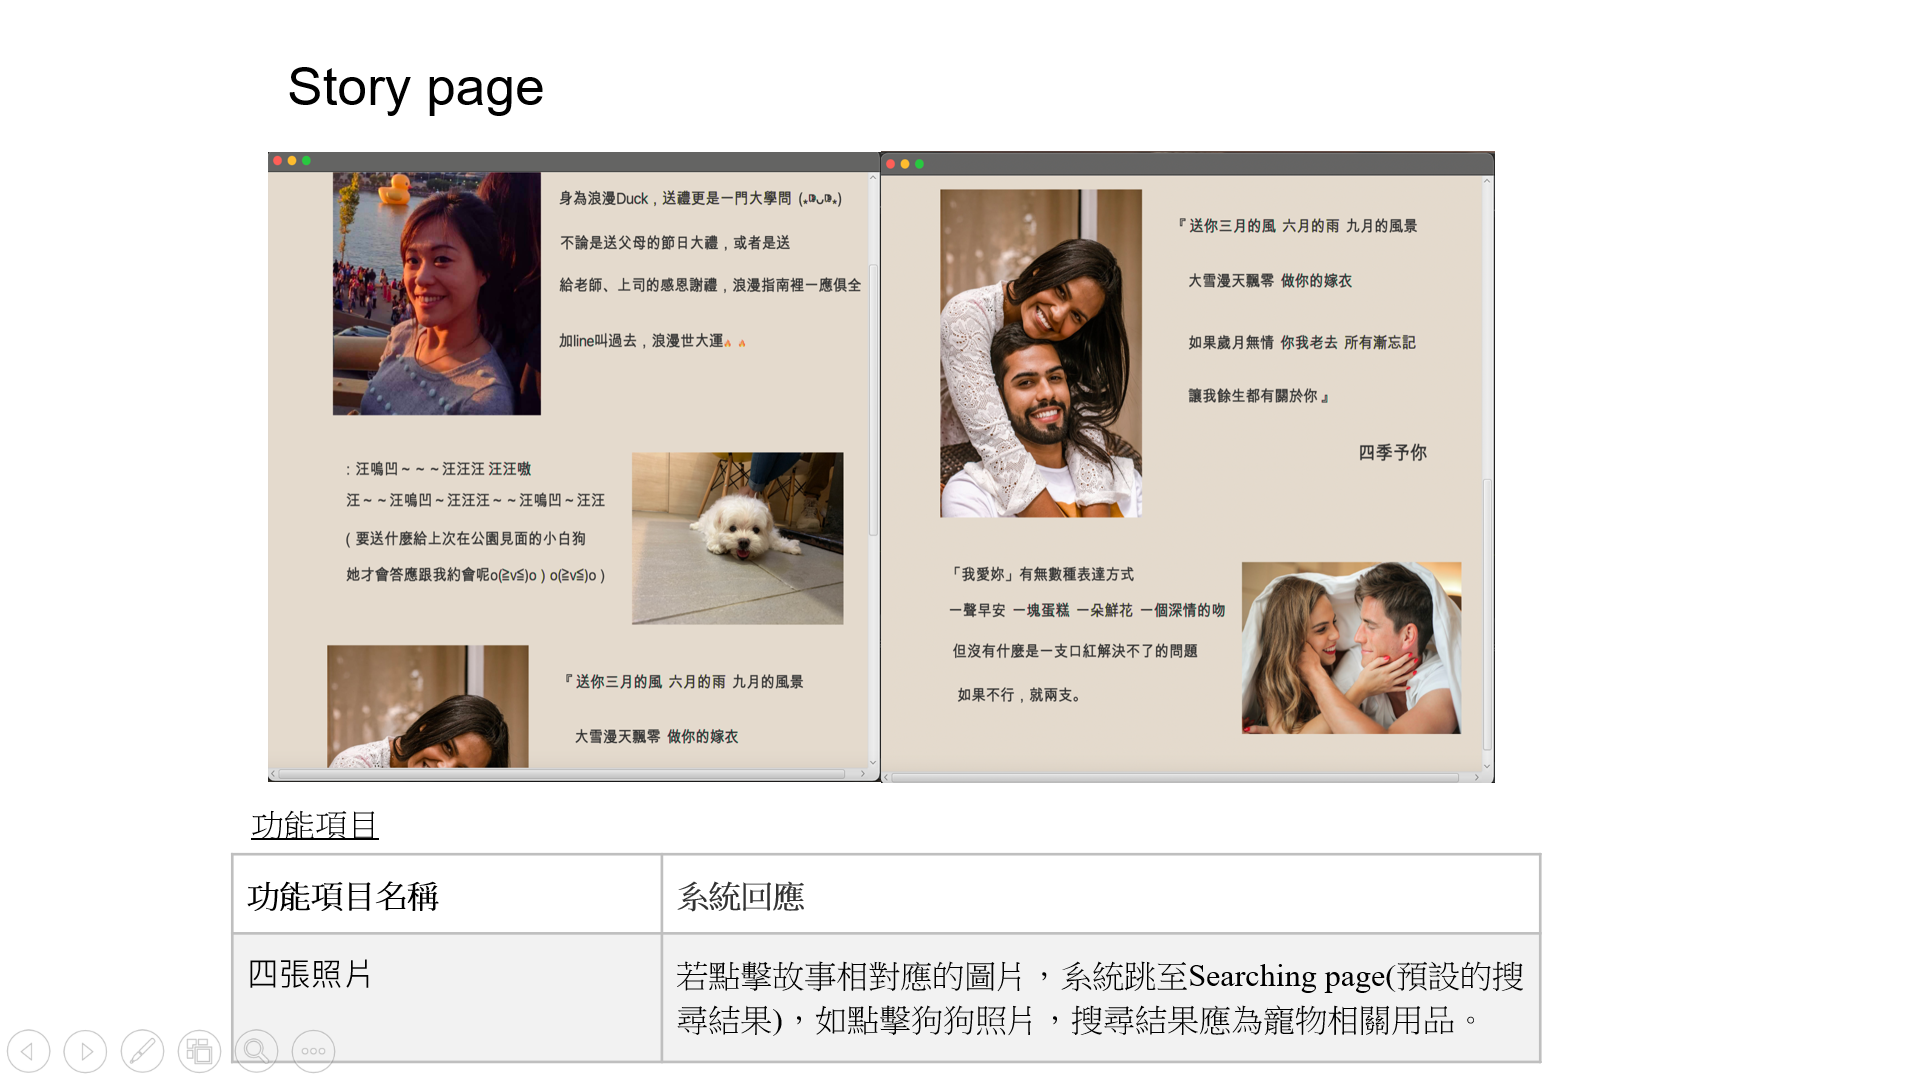 Story page
身為浪漫Duck，送禮更是一門大學問 (⁎⁍̴̛ᴗ⁍̴̛⁎)
不論是送父母的節日大禮，或者是送
給老師、上司的感恩謝禮，浪漫指南裡一應俱全
加line叫過去，浪漫世大運🔥 🔥
：汪嗚凹～～～汪汪汪 汪汪嗷
汪～～汪嗚凹～汪汪汪～～汪嗚凹～汪汪
( 要送什麼給上次在公園見面的小白狗
她才會答應跟我約會呢o(≧v≦)o ) o(≧v≦)o )
『 送你三月的風 六月的雨 九月的風景
大雪漫天飄零 做你的嫁衣
『 送你三月的風 六月的雨 九月的風景
大雪漫天飄零 做你的嫁衣
如果歲月無情 你我老去 所有漸忘記
讓我餘生都有關於你 』
四季予你
「我愛妳」有無數種表達方式
一聲早安 一塊蛋糕 一朵鮮花 一個深情的吻
但沒有什麼是一支口紅解決不了的問題
如果不行，就兩支。
功能項目
功能項目名稱
系統回應
四張照片
若點擊故事相對應的圖片，系統跳至Searching page(預設的搜
尋結果)，如點擊狗狗照片，搜尋結果應為寵物相關用品。